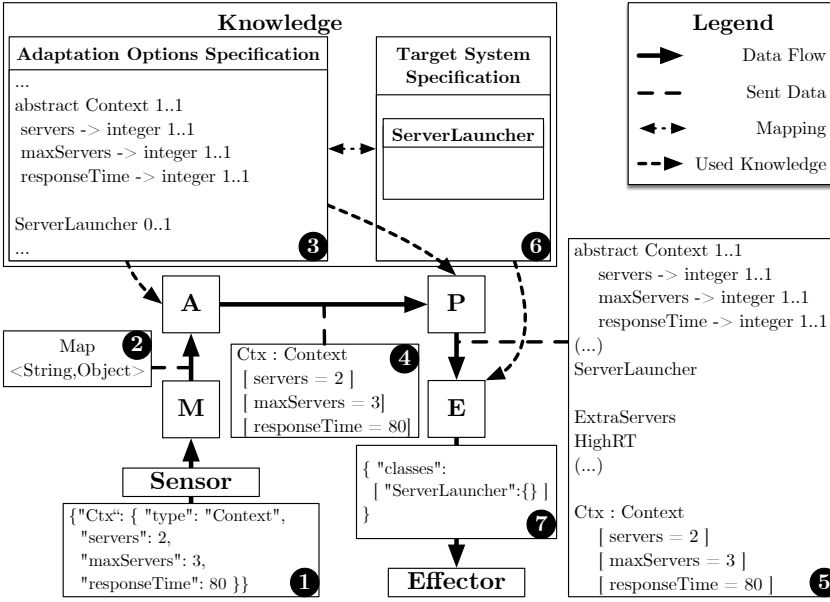 Knowledge
Adaptation Options Specification
...
abstract Context 1..1
servers -> integer 1..1
maxServers -> integer 1..1
responseTime -> integer 1..1
ServerLauncher 0..1
...
3
Target System
Specification
ServerLauncher
6
Legend
Data Flow
Sent Data
Mapping
Used Knowledge
A
P
2
Map
<String,Object>
M
4
Ctx : Context
[ servers = 2 ]
[ maxServers = 3]
[ responseTime = 80]
E
abstract Context 1..1
servers -> integer 1..1
maxServers -> integer 1..1
responseTime -> integer 1..1
(...)
ServerLauncher
ExtraServers
HighRT
(...)
Ctx : Context
[ servers = 2 ]
[ maxServers = 3 ]
[ responseTime = 80 ]
5
Sensor
{"Ctx“: { "type": "Context",
"servers": 2,
"maxServers": 3,
"responseTime": 80 }}
1
{ "classes":
[ "ServerLauncher":{} ]
}
7
Effector